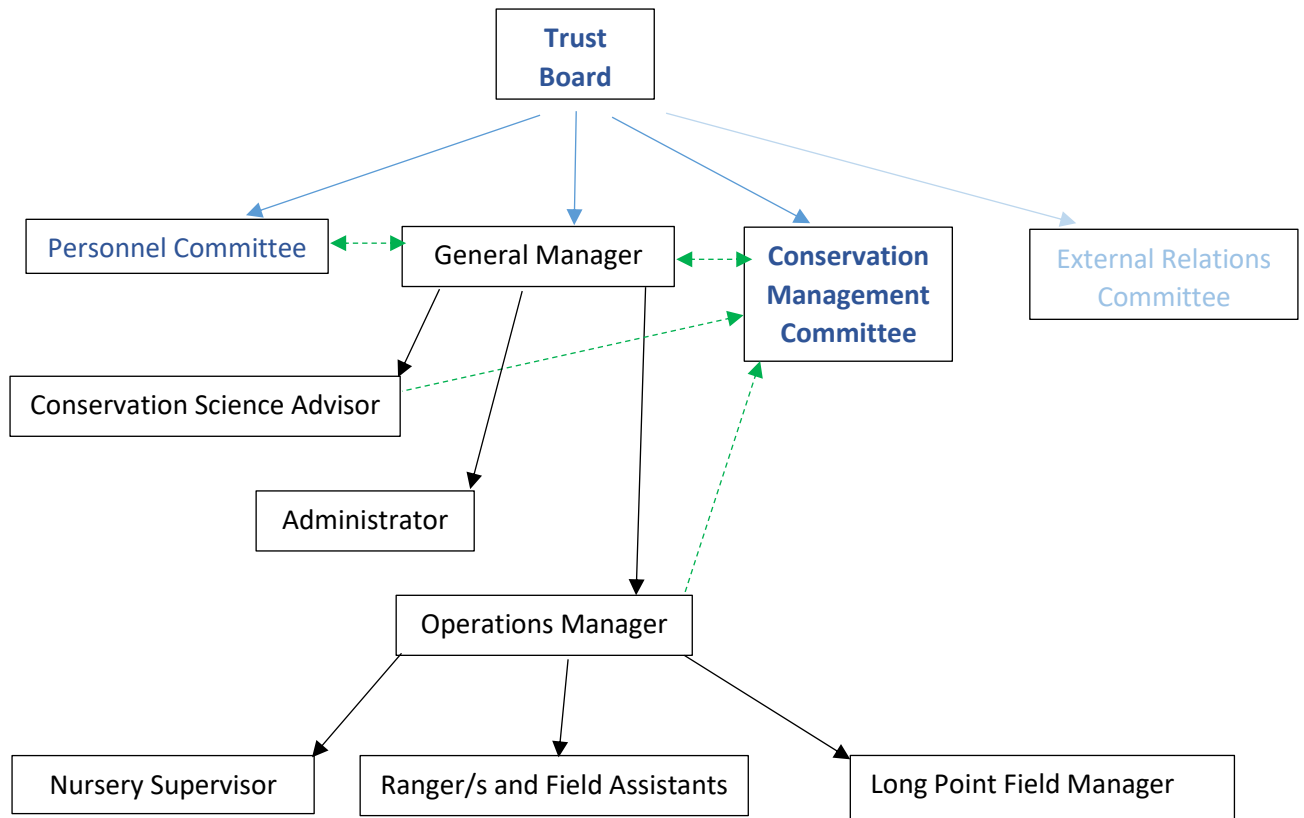 Trust
Board
Personnel Committee
General Manager
Conservation
Management
Committee
External Relations
Committee
Conservation Science Advisor
Administrator
Operations Manager
Nursery Supervisor
Ranger/s and Field Assistants
Long Point Field Manager